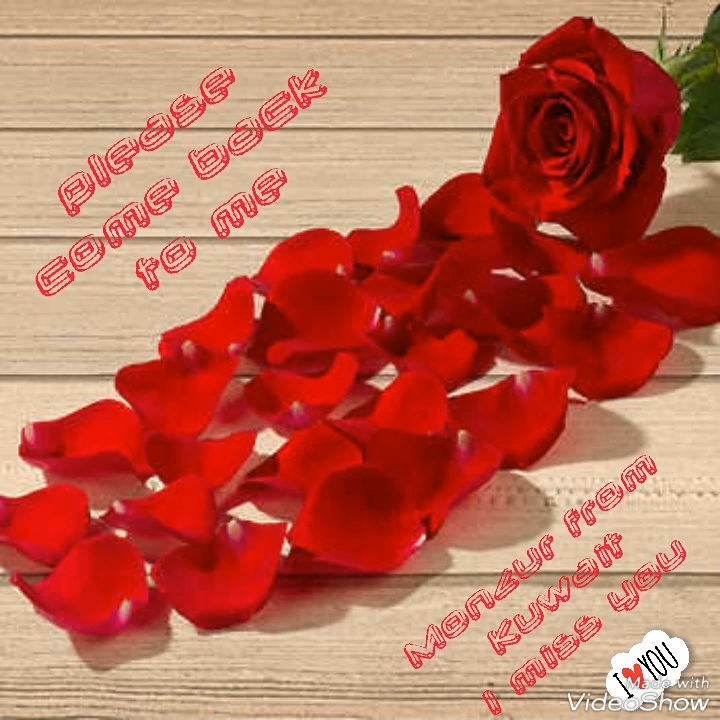 please
come back
to me
Monzur from
Kuwait
I miss you
I ♥ YOU
Made with
VideoShow